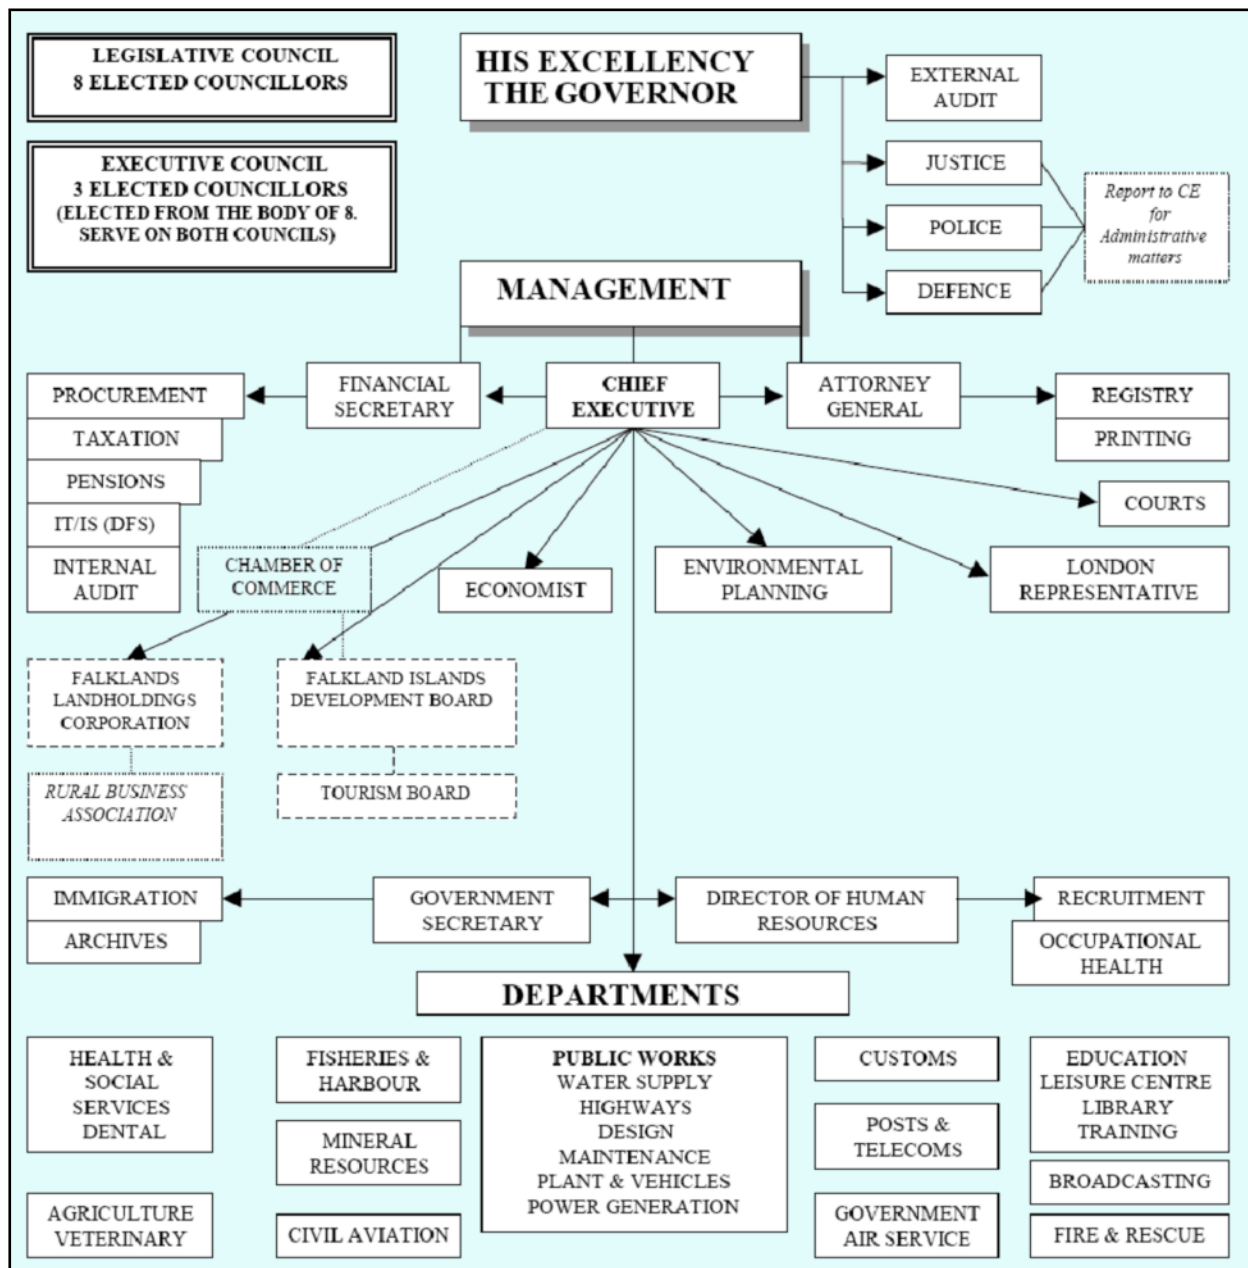 LEGISLATIVE COUNCIL
8 ELECTED COUNCILLORS
HIS EXCELLENCY
THE GOVERNOR
EXTERNAL
AUDIT
EXECUTIVE COUNCIL
3 ELECTED COUNCILLORS
(ELECTED FROM THE BODY OF 8.
SERVE ON BOTH COUNCILS)
JUSTICE
POLICE
DEFENCE
Report to CE
for
Administrative
matters
MANAGEMENT
PROCUREMENT
TAXATION
PENSIONS
IT/IS (DFS)
INTERNAL
AUDIT
FINANCIAL
SECRETARY
CHIEF
EXECUTIVE
ATTORNEY
GENERAL
REGISTRY
PRINTING
COURTS
CHAMBER OF
COMMERCE
ECONOMIST
ENVIRONMENTAL
PLANNING
LONDON
REPRESENTATIVE
FALKLANDS
LANDHOLDINGS
CORPORATION
FALKLAND ISLANDS
DEVELOPMENT BOARD
RURAL BUSINESS
ASSOCIATION
TOURISM BOARD
IMMIGRATION
ARCHIVES
GOVERNMENT
SECRETARY
DIRECTOR OF HUMAN
RESOURCES
RECRUITMENT
OCCUPATIONAL
HEALTH
DEPARTMENTS
HEALTH &
SOCIAL
SERVICES
DENTAL
AGRICULTURE
VETERINARY
FISHERIES &
HARBOUR
MINERAL
RESOURCES
CIVIL AVIATION
PUBLIC WORKS
WATER SUPPLY
HIGHWAYS
DESIGN
MAINTENANCE
PLANT & VEHICLES
POWER GENERATION
CUSTOMS
POSTS &
TELECOMS
GOVERNMENT
AIR SERVICE
EDUCATION
LEISURE CENTRE
LIBRARY
TRAINING
BROADCASTING
FIRE & RESCUE